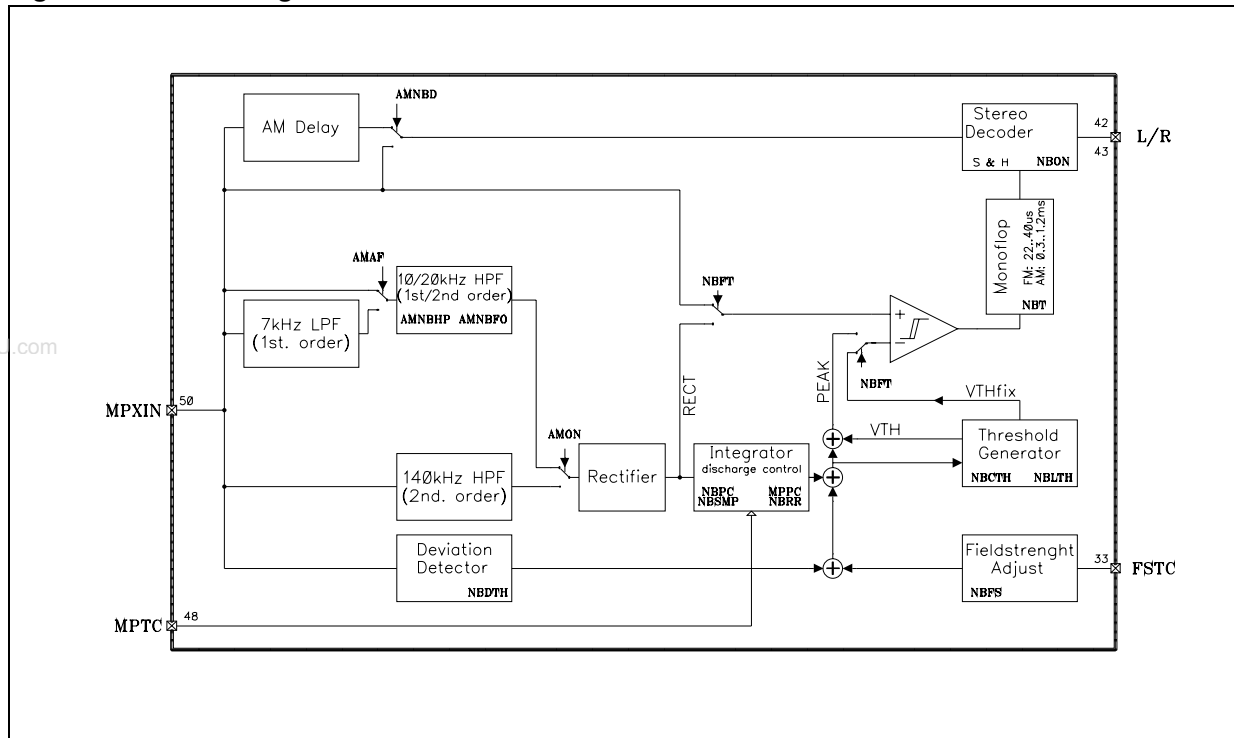 AMNBD
AM Delay
Stereo
Decoder
S & H NBON
42
43
L/R
Monoflop
FM: 22..40us
AM: 0.3..1.2ms
NBT
AMAF
10/20kHz HPF
(1st/2nd order)
AMNBHP AMNBFO
7kHz LPF
(1st. order)
NBFT
+
−
NBFT
PEAK
RECT
VTHfix
VTH
MPXIN
50
AMON
140kHz HPF
(2nd. order)
Rectifier
Integrator
discharge control
NBPC MPPC
NBSMP NBRR
+
+
Threshold
Generator
NBCTH NBLTH
Deviation
Detector
NBDTH
+
Fieldstrenght
Adjust
NBFS
33
FSTC
MPTC
48
.com